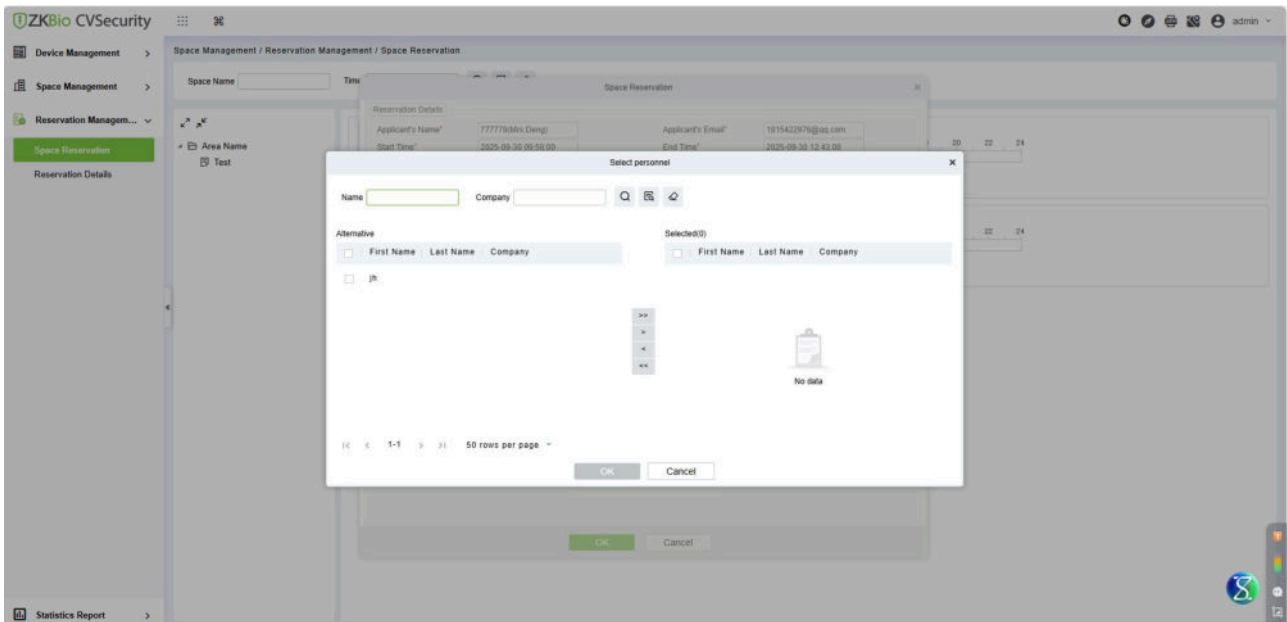 ZKBio CVSecurity
admin
Device Management
Space Management
Reservation Managem...
Space Reservation
Reservation Details
Statistics Report
Space Management / Reservation Management / Space Reservation
Space Name
Time
Area Name
Test
Space Reservation
Reservation Details
Applicant's Name* 777779(Mrs.Deng) Applicant's Email* 1915422976@qq.com
Start Time* 2025-09-30 09:58:00 End Time* 2025-09-30 12:43:08
20 22 24
22 24
Select personnel
Name Company
Alternative
First Name Last Name Company
jh
>>
>
<
<<
Selected(0)
First Name Last Name Company
No data
1-1 50 rows per page
OK Cancel
OK Cancel